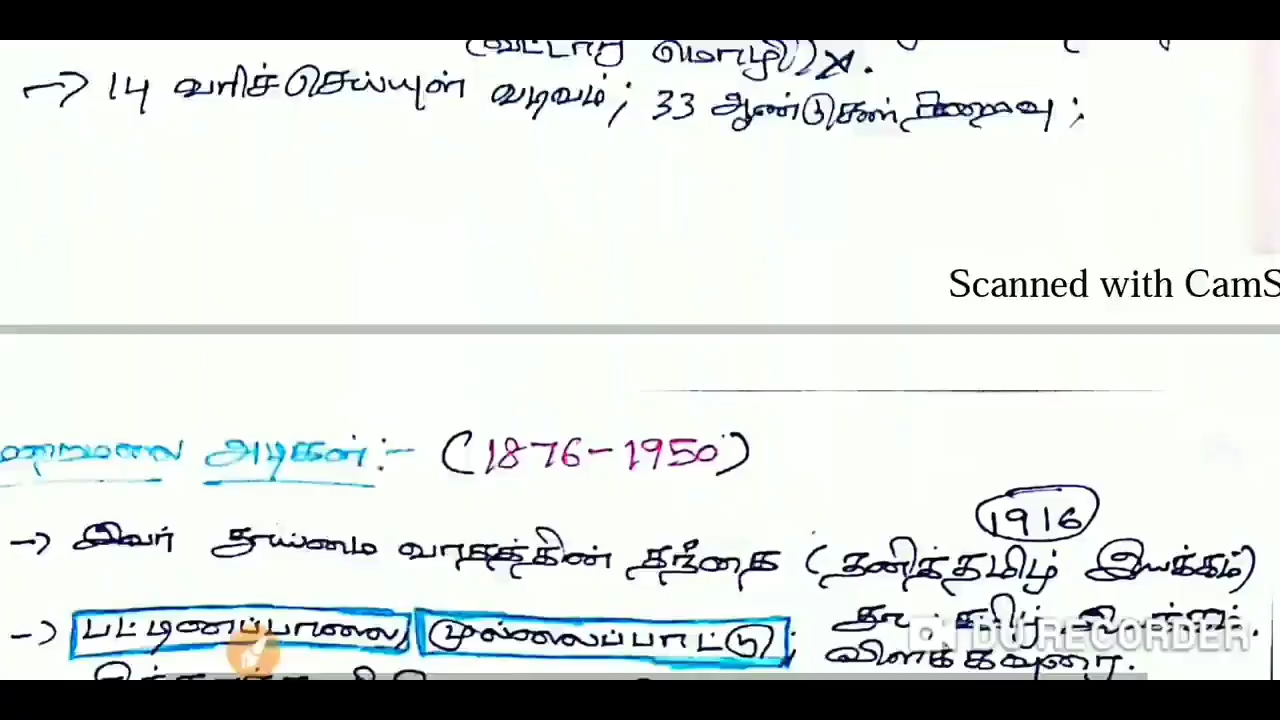 (வட்டார மொழி) x.
→ 14 வரிச்செய்யுள் வடிவம் ; 33 ஆண்டுகள் ;
Scanned with CamS
மறைமலை அடிகள் :- (1876-1950)
1916
→ இவர் தூய்மை வாதத்தின் தந்தை ( தனித்தமிழ் இயக்கம்)
→ பட்டினப்பாலை, முல்லைப்பாட்டு ;
DU RECORDER
விளக்கவுரை.